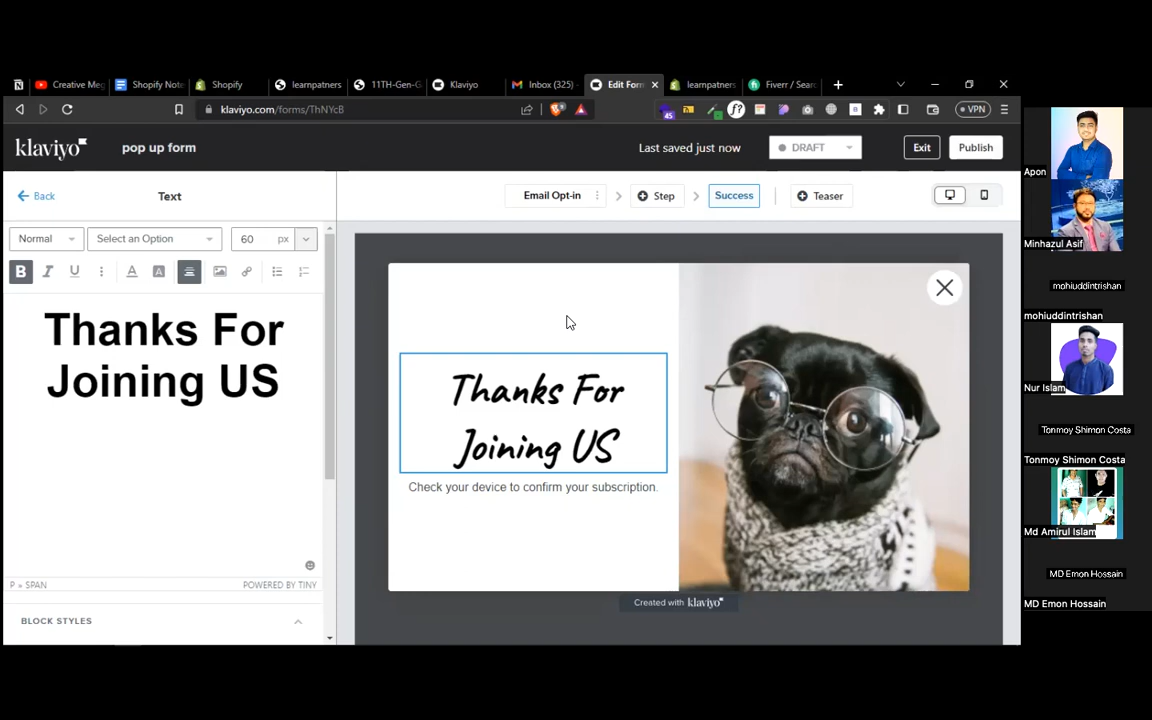 Creative Meg
Shopify Note
Shopify
learnpatners
11TH-Gen-G
Klaviyo
Inbox (325)
Edit Form
learnpatners
Fiverr / Sear
klaviyo.com/forms/ThNYcB
45
f?
VPN
klaviyo
pop up form
Last saved just now
DRAFT
Exit
Publish
Back
Text
Email Opt-in
Step
Success
Teaser
Normal
Select an Option
60 px
B I U A A
Thanks For
Joining US
P » SPAN
POWERED BY TINY
BLOCK STYLES
Thanks For
Joining US
Check your device to confirm your subscription.
Created with klaviyo
Apon
Minhazul Asif
mohiuddintrishan
mohiuddintrishan
Nur Islam
Tonmoy Shimon Costa
Tonmoy Shimon Costa
Md Amirul Islam
MD Emon Hossain
MD Emon Hossain